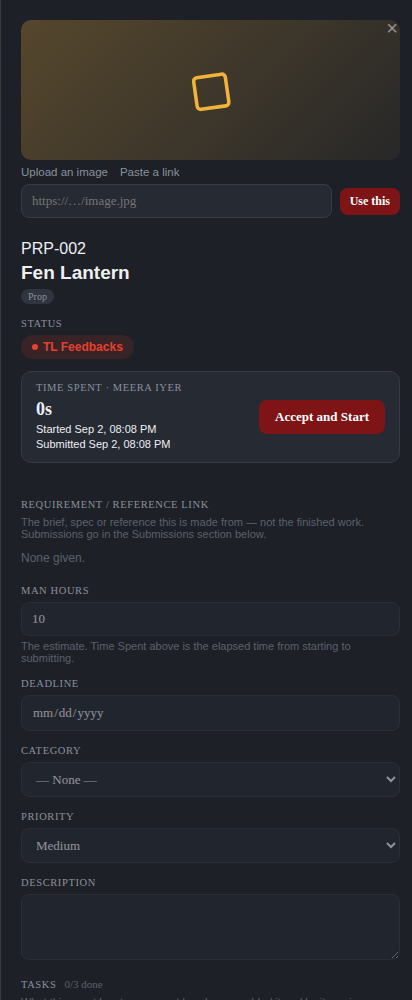 ×
Upload an image Paste a link
https://…/image.jpg Use this
PRP-002
Fen Lantern
Prop
STATUS
TL Feedbacks
TIME SPENT · MEERA IYER
0s
Accept and Start
Started Sep 2, 08:08 PM
Submitted Sep 2, 08:08 PM
REQUIREMENT / REFERENCE LINK
The brief, spec or reference this is made from — not the finished work.
Submissions go in the Submissions section below.
None given.
MAN HOURS
10
The estimate. Time Spent above is the elapsed time from starting to
submitting.
DEADLINE
mm/dd/yyyy
CATEGORY
— None —
PRIORITY
Medium
DESCRIPTION
TASKS 0/3 done